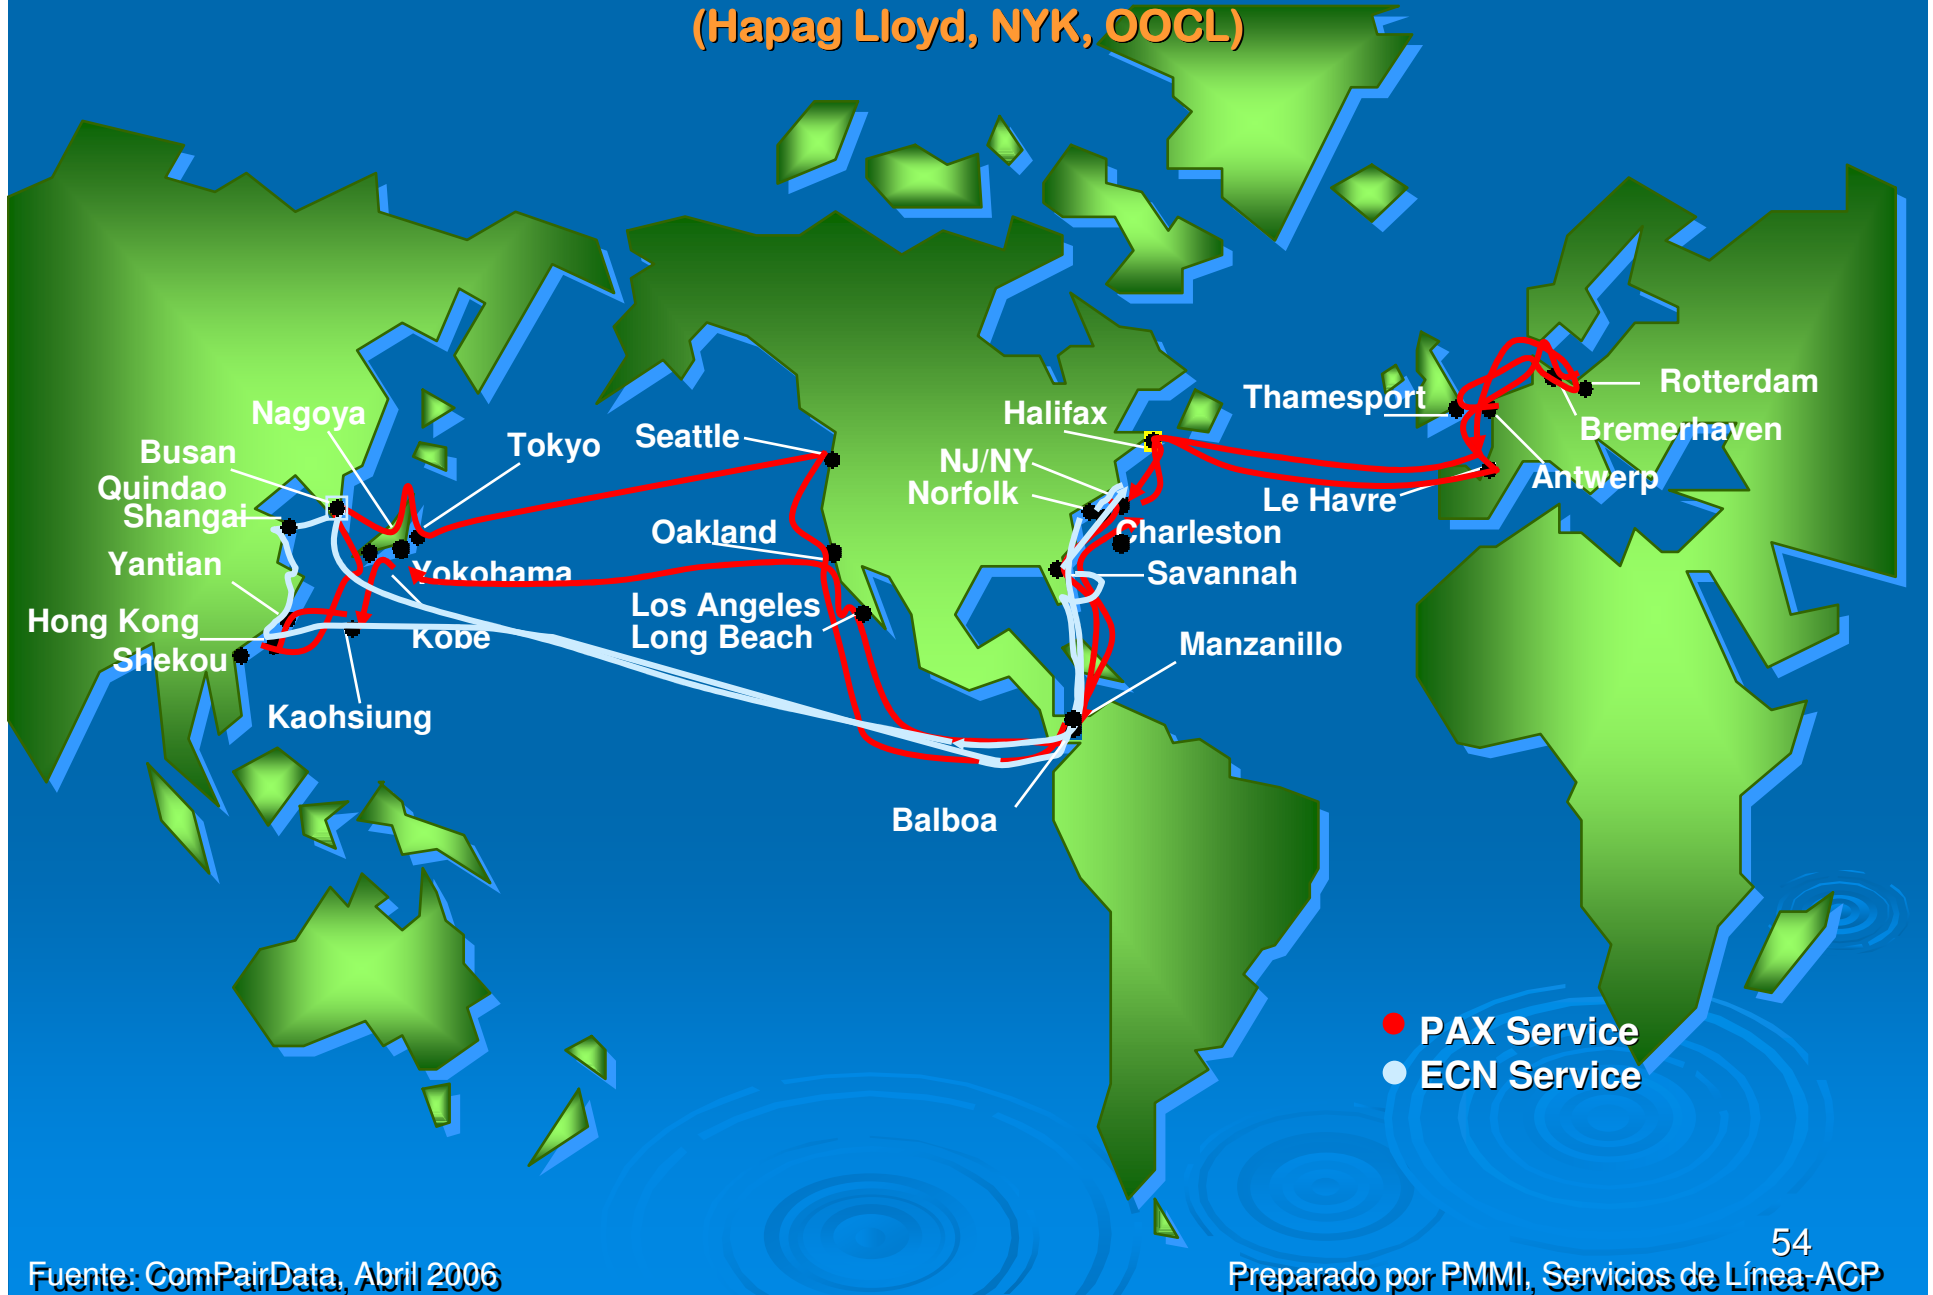 (Hapag Lloyd, NYK, OOCL)
Thamesport
Rotterdam
Nagoya
Halifax
Bremerhaven
Busan
Tokyo
Seattle
NJ/NY
Antwerp
Quindao
Norfolk
Le Havre
Shangai
Oakland
Charleston
Yantian
Yokohama
Savannah
Hong Kong
Los Angeles
Kobe
Long Beach
Manzanillo
Shekou
Kaohsiung
Balboa
PAX Service
ECN Service
54
Fuente: ComPairData, Abril 2006
Preparado por PMMI, Servicios de Línea-ACP